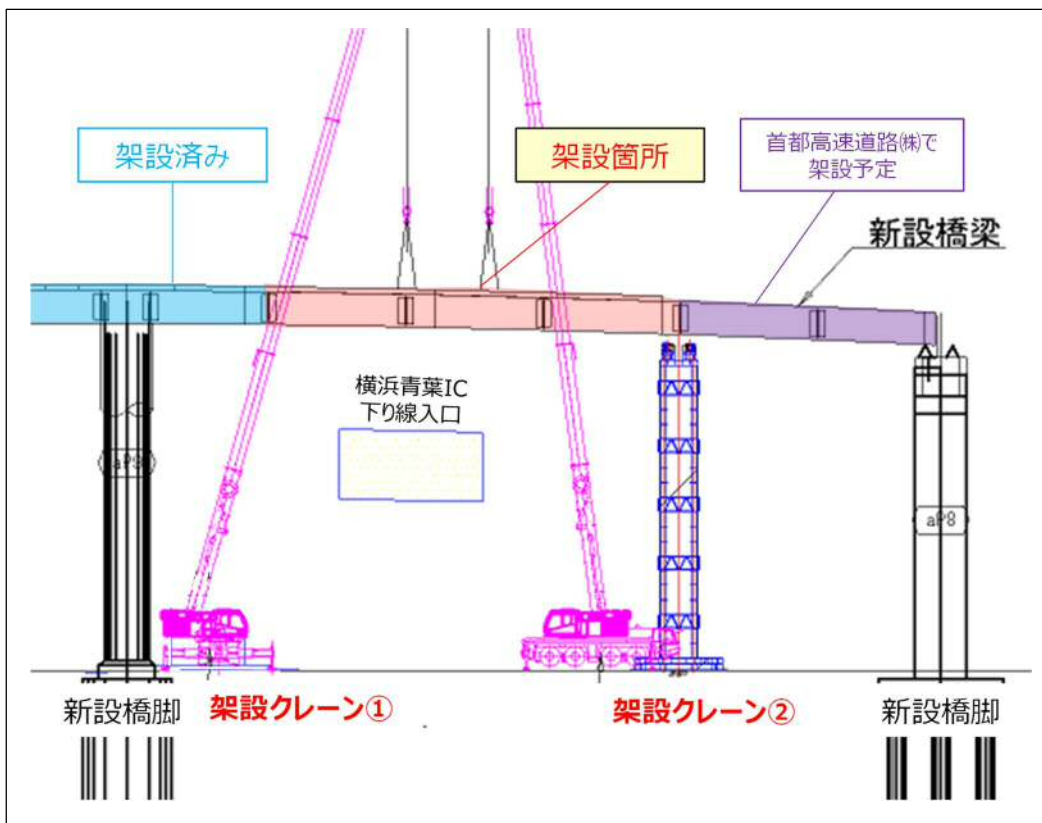 架設済み
架設箇所
首都高速道路㈱で
架設予定
新設橋梁
横浜青葉IC
下り線入口
aP9
aP8
新設橋脚
架設クレーン①
架設クレーン②
新設橋脚